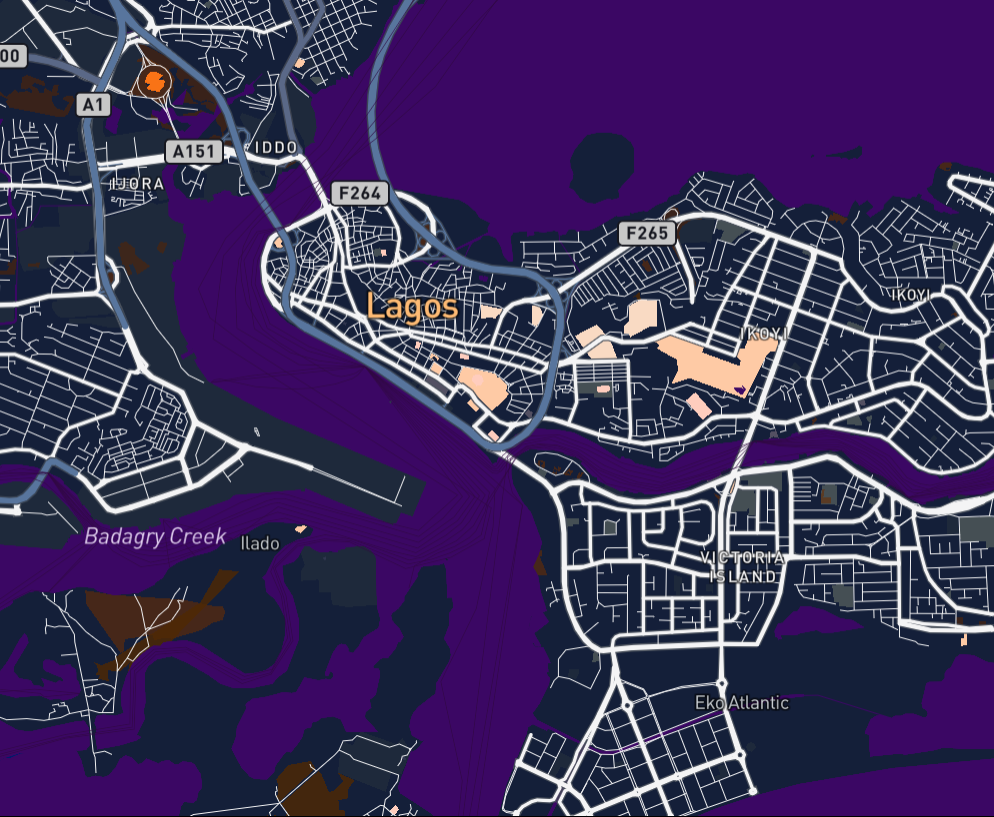 00
A1
A151
IDDO
IJORA
F264
F265
IKOYI
Lagos
IKOYI
Badagry Creek
Ilado
VICTORIA
ISLAND
Eko Atlantic